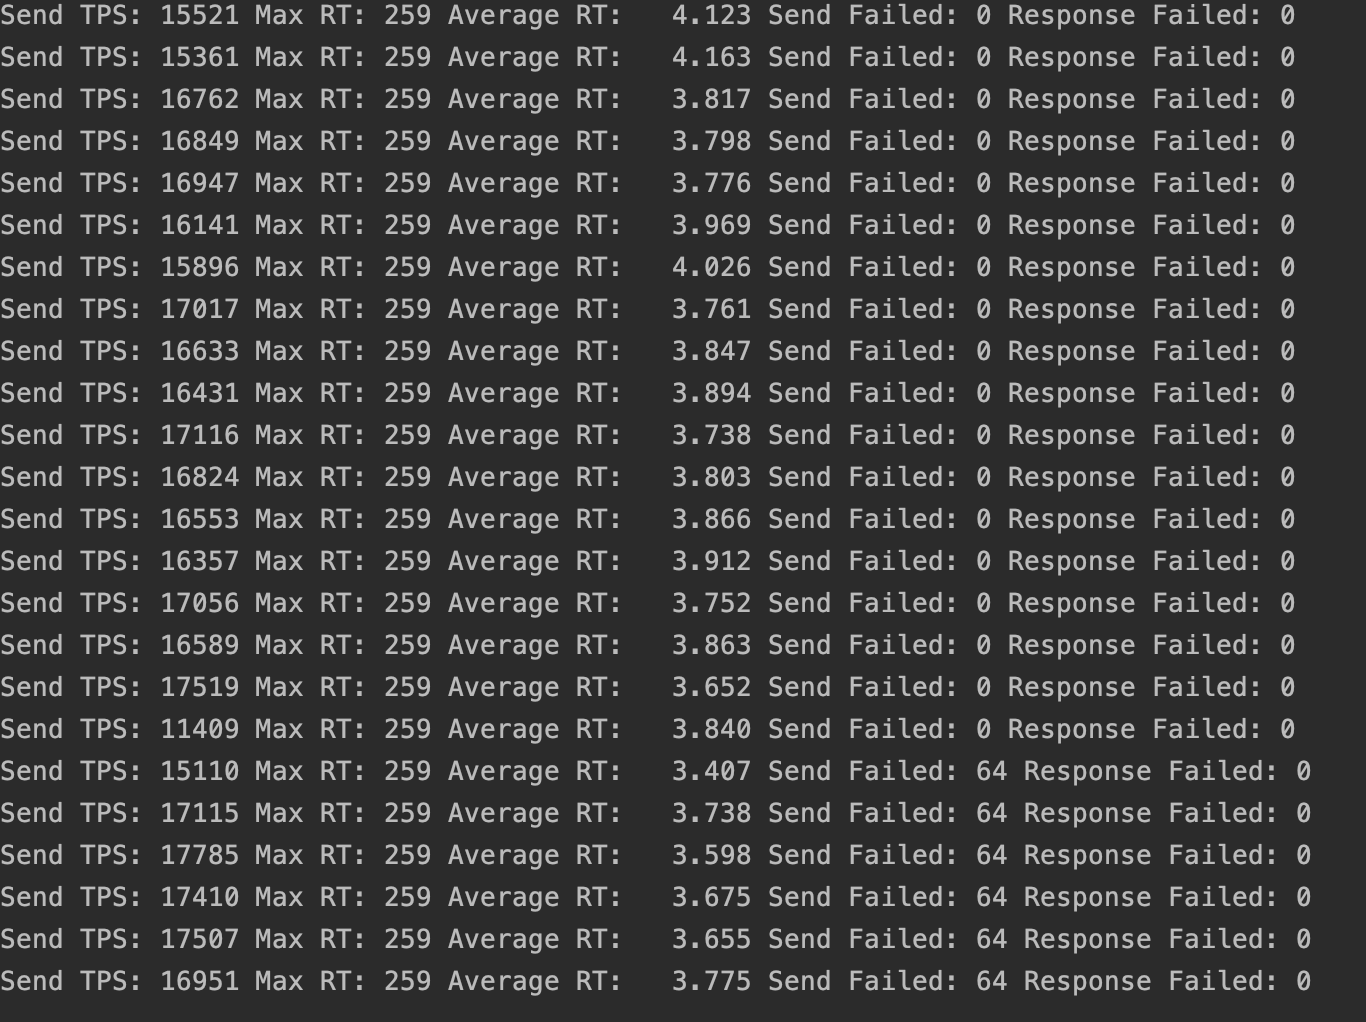 Send TPS: 15521 Max RT: 259 Average RT:   4.123 Send Failed: 0 Response Failed: 0
Send TPS: 15361 Max RT: 259 Average RT:   4.163 Send Failed: 0 Response Failed: 0
Send TPS: 16762 Max RT: 259 Average RT:   3.817 Send Failed: 0 Response Failed: 0
Send TPS: 16849 Max RT: 259 Average RT:   3.798 Send Failed: 0 Response Failed: 0
Send TPS: 16947 Max RT: 259 Average RT:   3.776 Send Failed: 0 Response Failed: 0
Send TPS: 16141 Max RT: 259 Average RT:   3.969 Send Failed: 0 Response Failed: 0
Send TPS: 15896 Max RT: 259 Average RT:   4.026 Send Failed: 0 Response Failed: 0
Send TPS: 17017 Max RT: 259 Average RT:   3.761 Send Failed: 0 Response Failed: 0
Send TPS: 16633 Max RT: 259 Average RT:   3.847 Send Failed: 0 Response Failed: 0
Send TPS: 16431 Max RT: 259 Average RT:   3.894 Send Failed: 0 Response Failed: 0
Send TPS: 17116 Max RT: 259 Average RT:   3.738 Send Failed: 0 Response Failed: 0
Send TPS: 16824 Max RT: 259 Average RT:   3.803 Send Failed: 0 Response Failed: 0
Send TPS: 16553 Max RT: 259 Average RT:   3.866 Send Failed: 0 Response Failed: 0
Send TPS: 16357 Max RT: 259 Average RT:   3.912 Send Failed: 0 Response Failed: 0
Send TPS: 17056 Max RT: 259 Average RT:   3.752 Send Failed: 0 Response Failed: 0
Send TPS: 16589 Max RT: 259 Average RT:   3.863 Send Failed: 0 Response Failed: 0
Send TPS: 17519 Max RT: 259 Average RT:   3.652 Send Failed: 0 Response Failed: 0
Send TPS: 11409 Max RT: 259 Average RT:   3.840 Send Failed: 0 Response Failed: 0
Send TPS: 15110 Max RT: 259 Average RT:   3.407 Send Failed: 64 Response Failed: 0
Send TPS: 17115 Max RT: 259 Average RT:   3.738 Send Failed: 64 Response Failed: 0
Send TPS: 17785 Max RT: 259 Average RT:   3.598 Send Failed: 64 Response Failed: 0
Send TPS: 17410 Max RT: 259 Average RT:   3.675 Send Failed: 64 Response Failed: 0
Send TPS: 17507 Max RT: 259 Average RT:   3.655 Send Failed: 64 Response Failed: 0
Send TPS: 16951 Max RT: 259 Average RT:   3.775 Send Failed: 64 Response Failed: 0